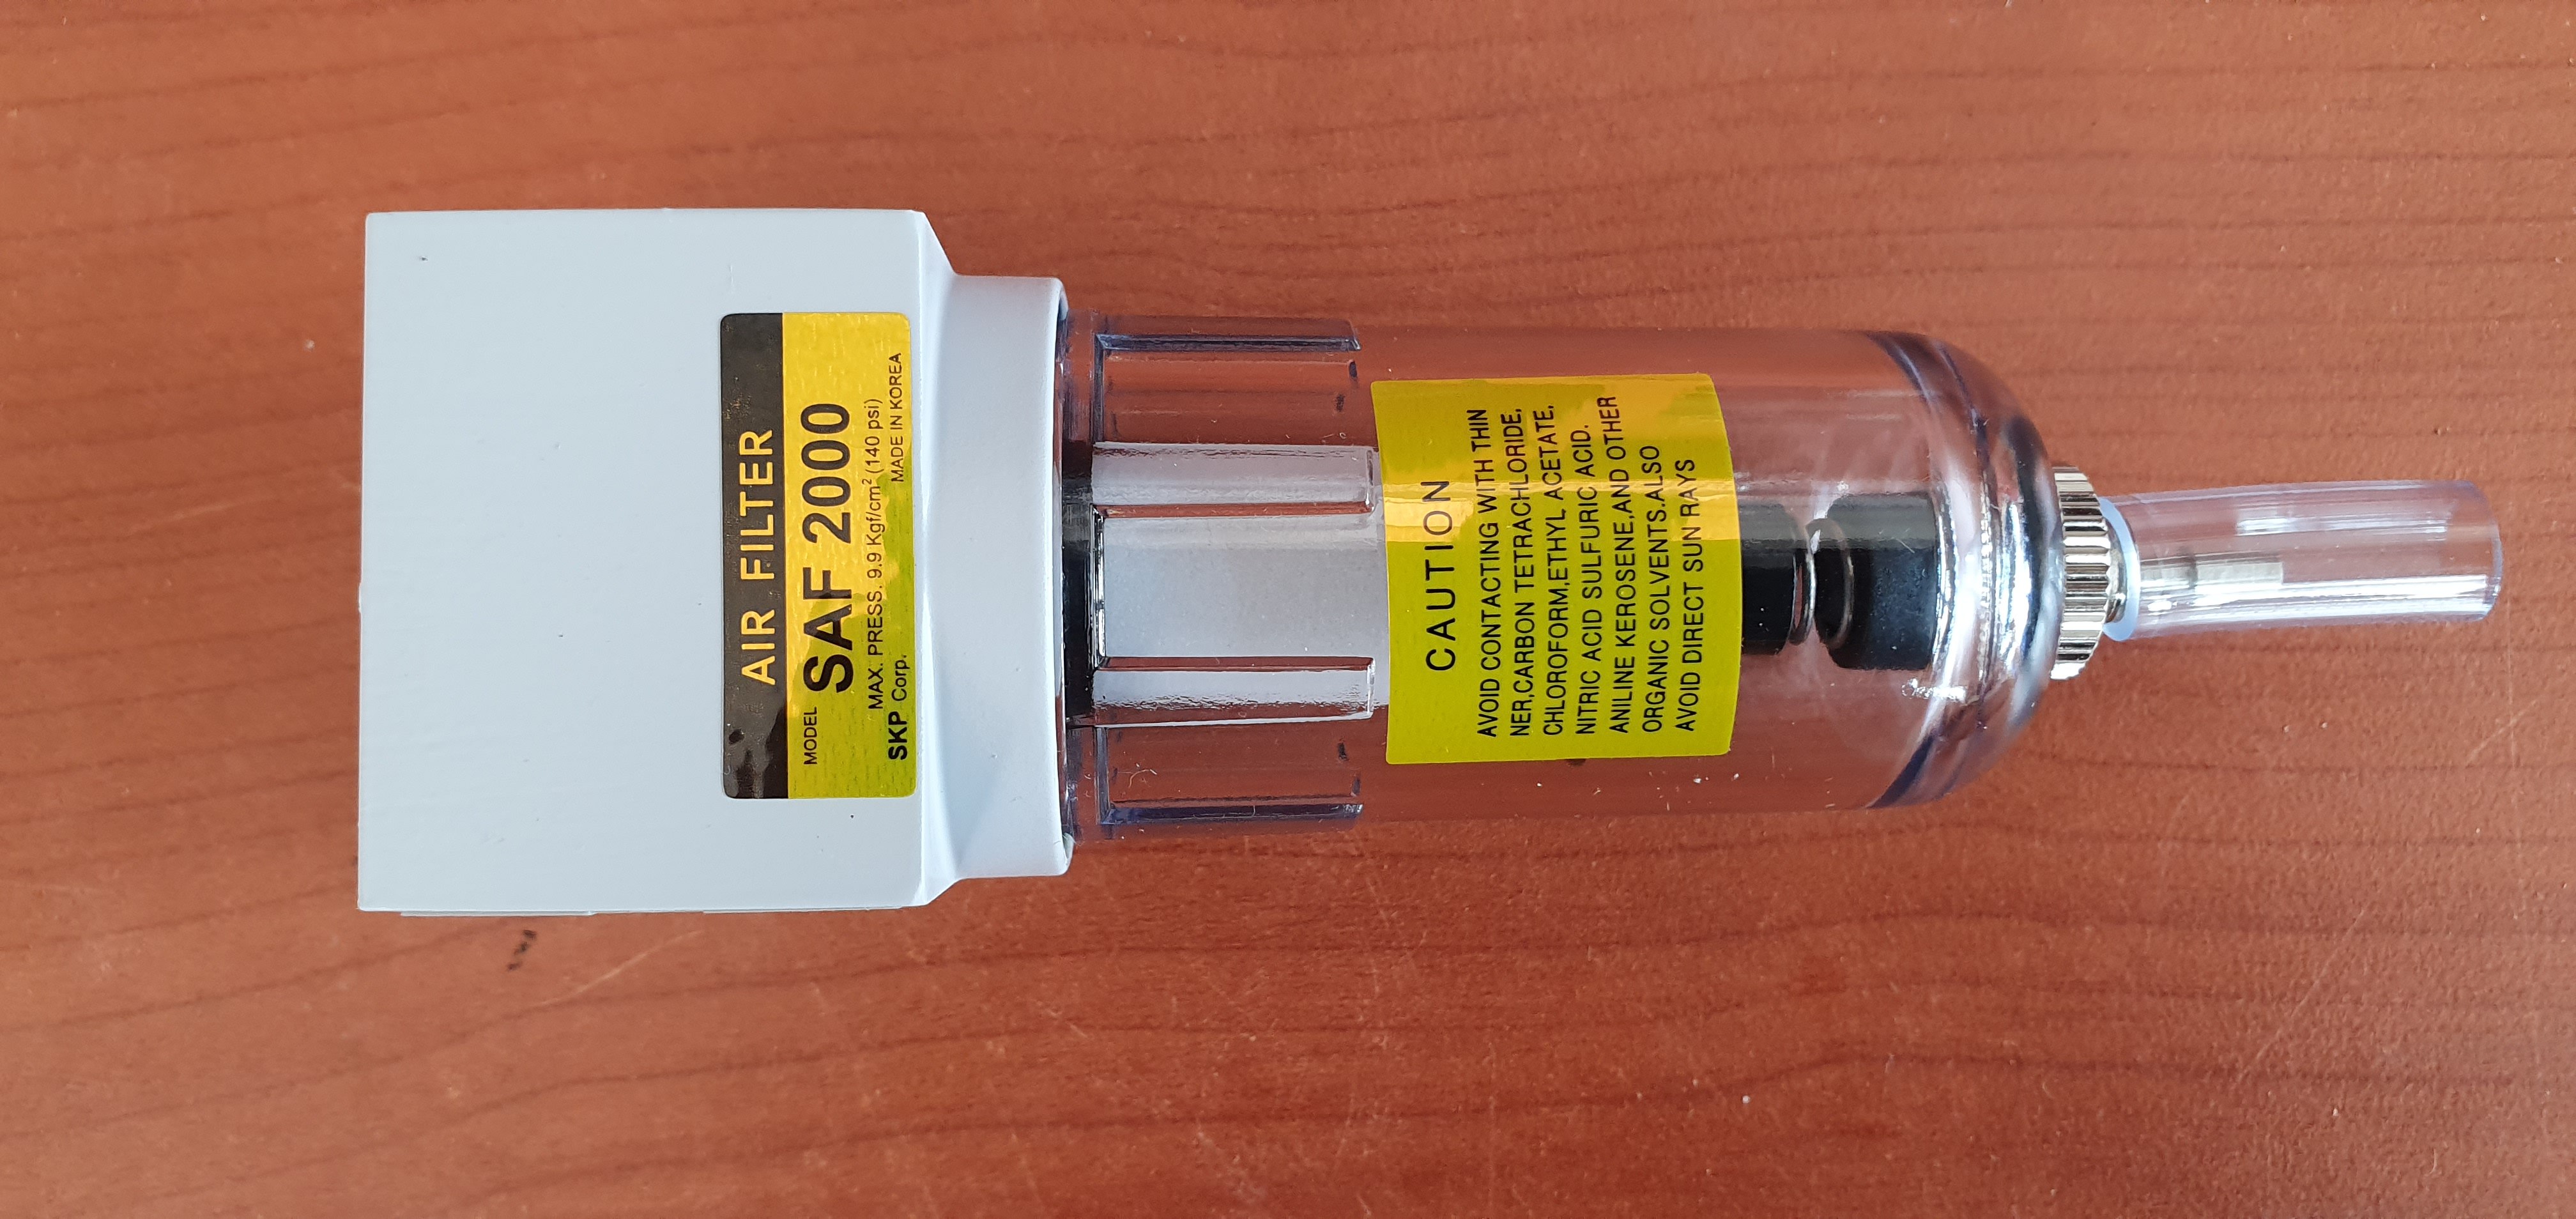 AIR FILTER
MODEL SAF 2000
MAX. PRESS. 9.9 Kgf/cm² (140 psi)
SKP Corp. MADE IN KOREA
CAUTION
AVOID CONTACTING WITH THIN
NER,CARBON TETRACHLORIDE,
CHLOROFORM,ETHYL ACETATE,
NITRIC ACID SULFURIC ACID.
ANILINE KEROSENE,AND OTHER
ORGANIC SOLVENTS.ALSO
AVOID DIRECT SUN RAYS